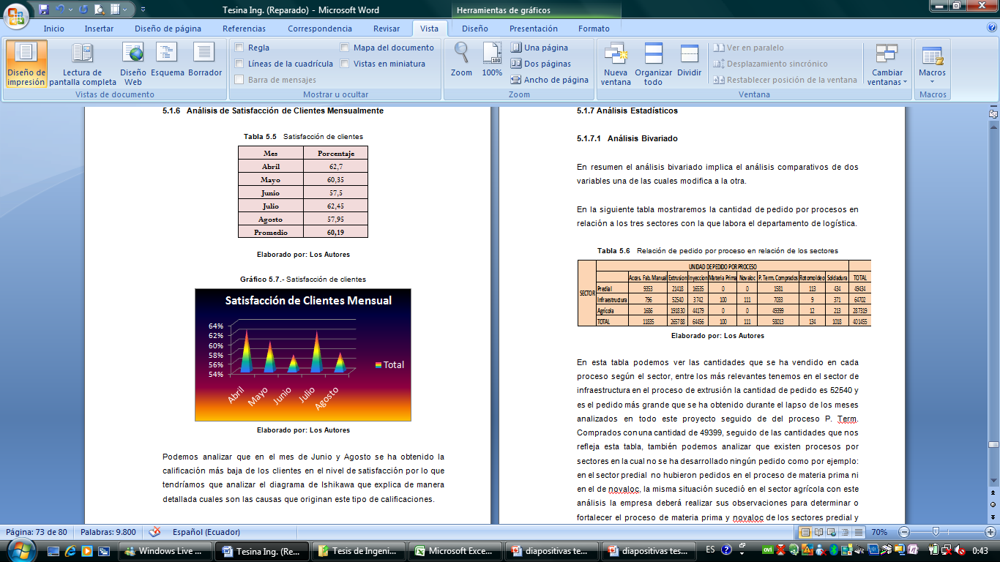 Tesina Ing. (Reparado) - Microsoft Word
Herramientas de gráficos
Inicio Insertar Diseño de página Referencias Correspondencia Revisar Vista Diseño Presentación Formato
Diseño de impresión
Lectura de pantalla completa
Diseño Web
Esquema
Borrador
Vistas de documento
Regla
Líneas de la cuadrícula
Barra de mensajes
Mapa del documento
Vistas en miniatura
Mostrar u ocultar
Zoom
100%
Una página
Dos páginas
Ancho de página
Zoom
Nueva ventana
Organizar todo
Dividir
Ver en paralelo
Desplazamiento sincrónico
Restablecer posición de la ventana
Cambiar ventanas
Ventana
Macros
Macros
5.1.6 Análisis de Satisfacción de Clientes Mensualmente
Tabla 5.5 Satisfacción de clientes
Mes Porcentaje
Abril 62,7
Mayo 60,35
Junio 57,5
Julio 62,45
Agosto 57,95
Promedio 60,19
Elaborado por: Los Autores
Gráfico 5.7.- Satisfacción de clientes
Satisfacción de Clientes Mensual
64%
62%
60%
58%
56%
54%
Abril Mayo Junio Julio Agosto
Total
Elaborado por: Los Autores
Podemos analizar que en el mes de Junio y Agosto se ha obtenido la
calificación más baja de los clientes en el nivel de satisfacción por lo que
tendríamos que analizar el diagrama de Ishikawa que explica de manera
detallada cuales son las causas que originan este tipo de calificaciones.
5.1.7 Análisis Estadísticos
5.1.7.1 Análisis Bivariado
En resumen el análisis bivariado implica el análisis comparativos de dos
variables una de las cuales modifica a la otra.
En la siguiente tabla mostraremos la cantidad de pedido por procesos en
relación a los tres sectores con la que labora el departamento de logística.
Tabla 5.6 Relación de pedido por proceso en relación de los sectores
UNIDAD DE PEDIDO POR PROCESO
SECTOR Acces. Fab. Manual Extrusion Inyeccion Materia Prima Novaloc P. Term. Comprados Rotomoldeo Soldadura TOTAL
Predial 9353 21418 16535 0 0 1581 113 434 49434
Infraestructura 796 52540 3742 100 111 7033 9 371 64702
Agrícola 1686 191830 44179 0 0 49399 12 213 287319
TOTAL 11835 265788 64456 100 111 58013 134 1018 401455
Elaborado por: Los Autores
En esta tabla podemos ver las cantidades que se ha vendido en cada
proceso según el sector, entre los más relevantes tenemos en el sector de
infraestructura en el proceso de extrusión la cantidad de pedido es 52540 y
es el pedido más grande que se ha obtenido durante el lapso de los meses
analizados en todo este proyecto seguido de del proceso P. Term.
Comprados con una cantidad de 49399, seguido de las cantidades que nos
refleja esta tabla, también podemos analizar que existen procesos por
sectores en la cual no se ha desarrollado ningún pedido como por ejemplo:
en el sector predial no hubieron pedidos en el proceso de materia prima ni
en el de novaloc, la misma situación sucedió en el sector agrícola con este
análisis la empresa deberá realizar sus observaciones para determinar o
fortalecer el proceso de materia prima y novaloc de los sectores predial y
Página: 73 de 80 Palabras: 9.800 Español (Ecuador) 70%
Windows Live ... Tesina Ing. (Re... Tesis de Ingeni... Microsoft Exce... diapositivas te... diapositivas tes... ES ovi 0:43